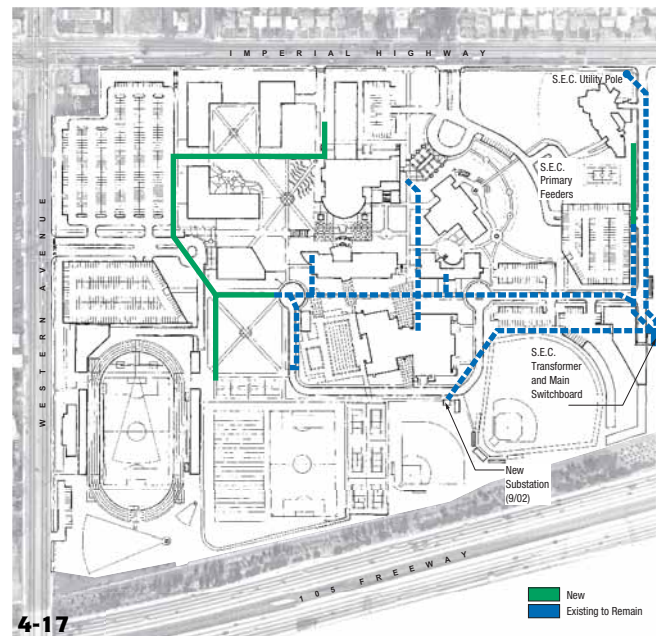 IMPERIAL HIGHWAY
S.E.C. Utility Pole
S.E.C.
Primary
Feeders
WESTERN AVENUE
S.E.C.
Transformer
and Main
Switchboard
New
Substation
(9/02)
105 FREEWAY
New
Existing to Remain
4-17